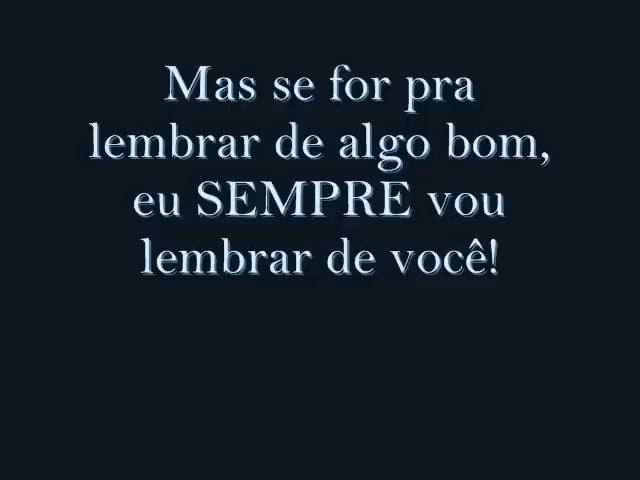 Mas se for pra
lembrar de algo bom,
eu SEMPRE vou
lembrar de você!